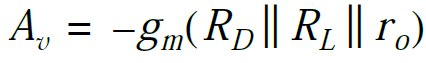 A_v = −g_m(R_D || R_L || r_o)